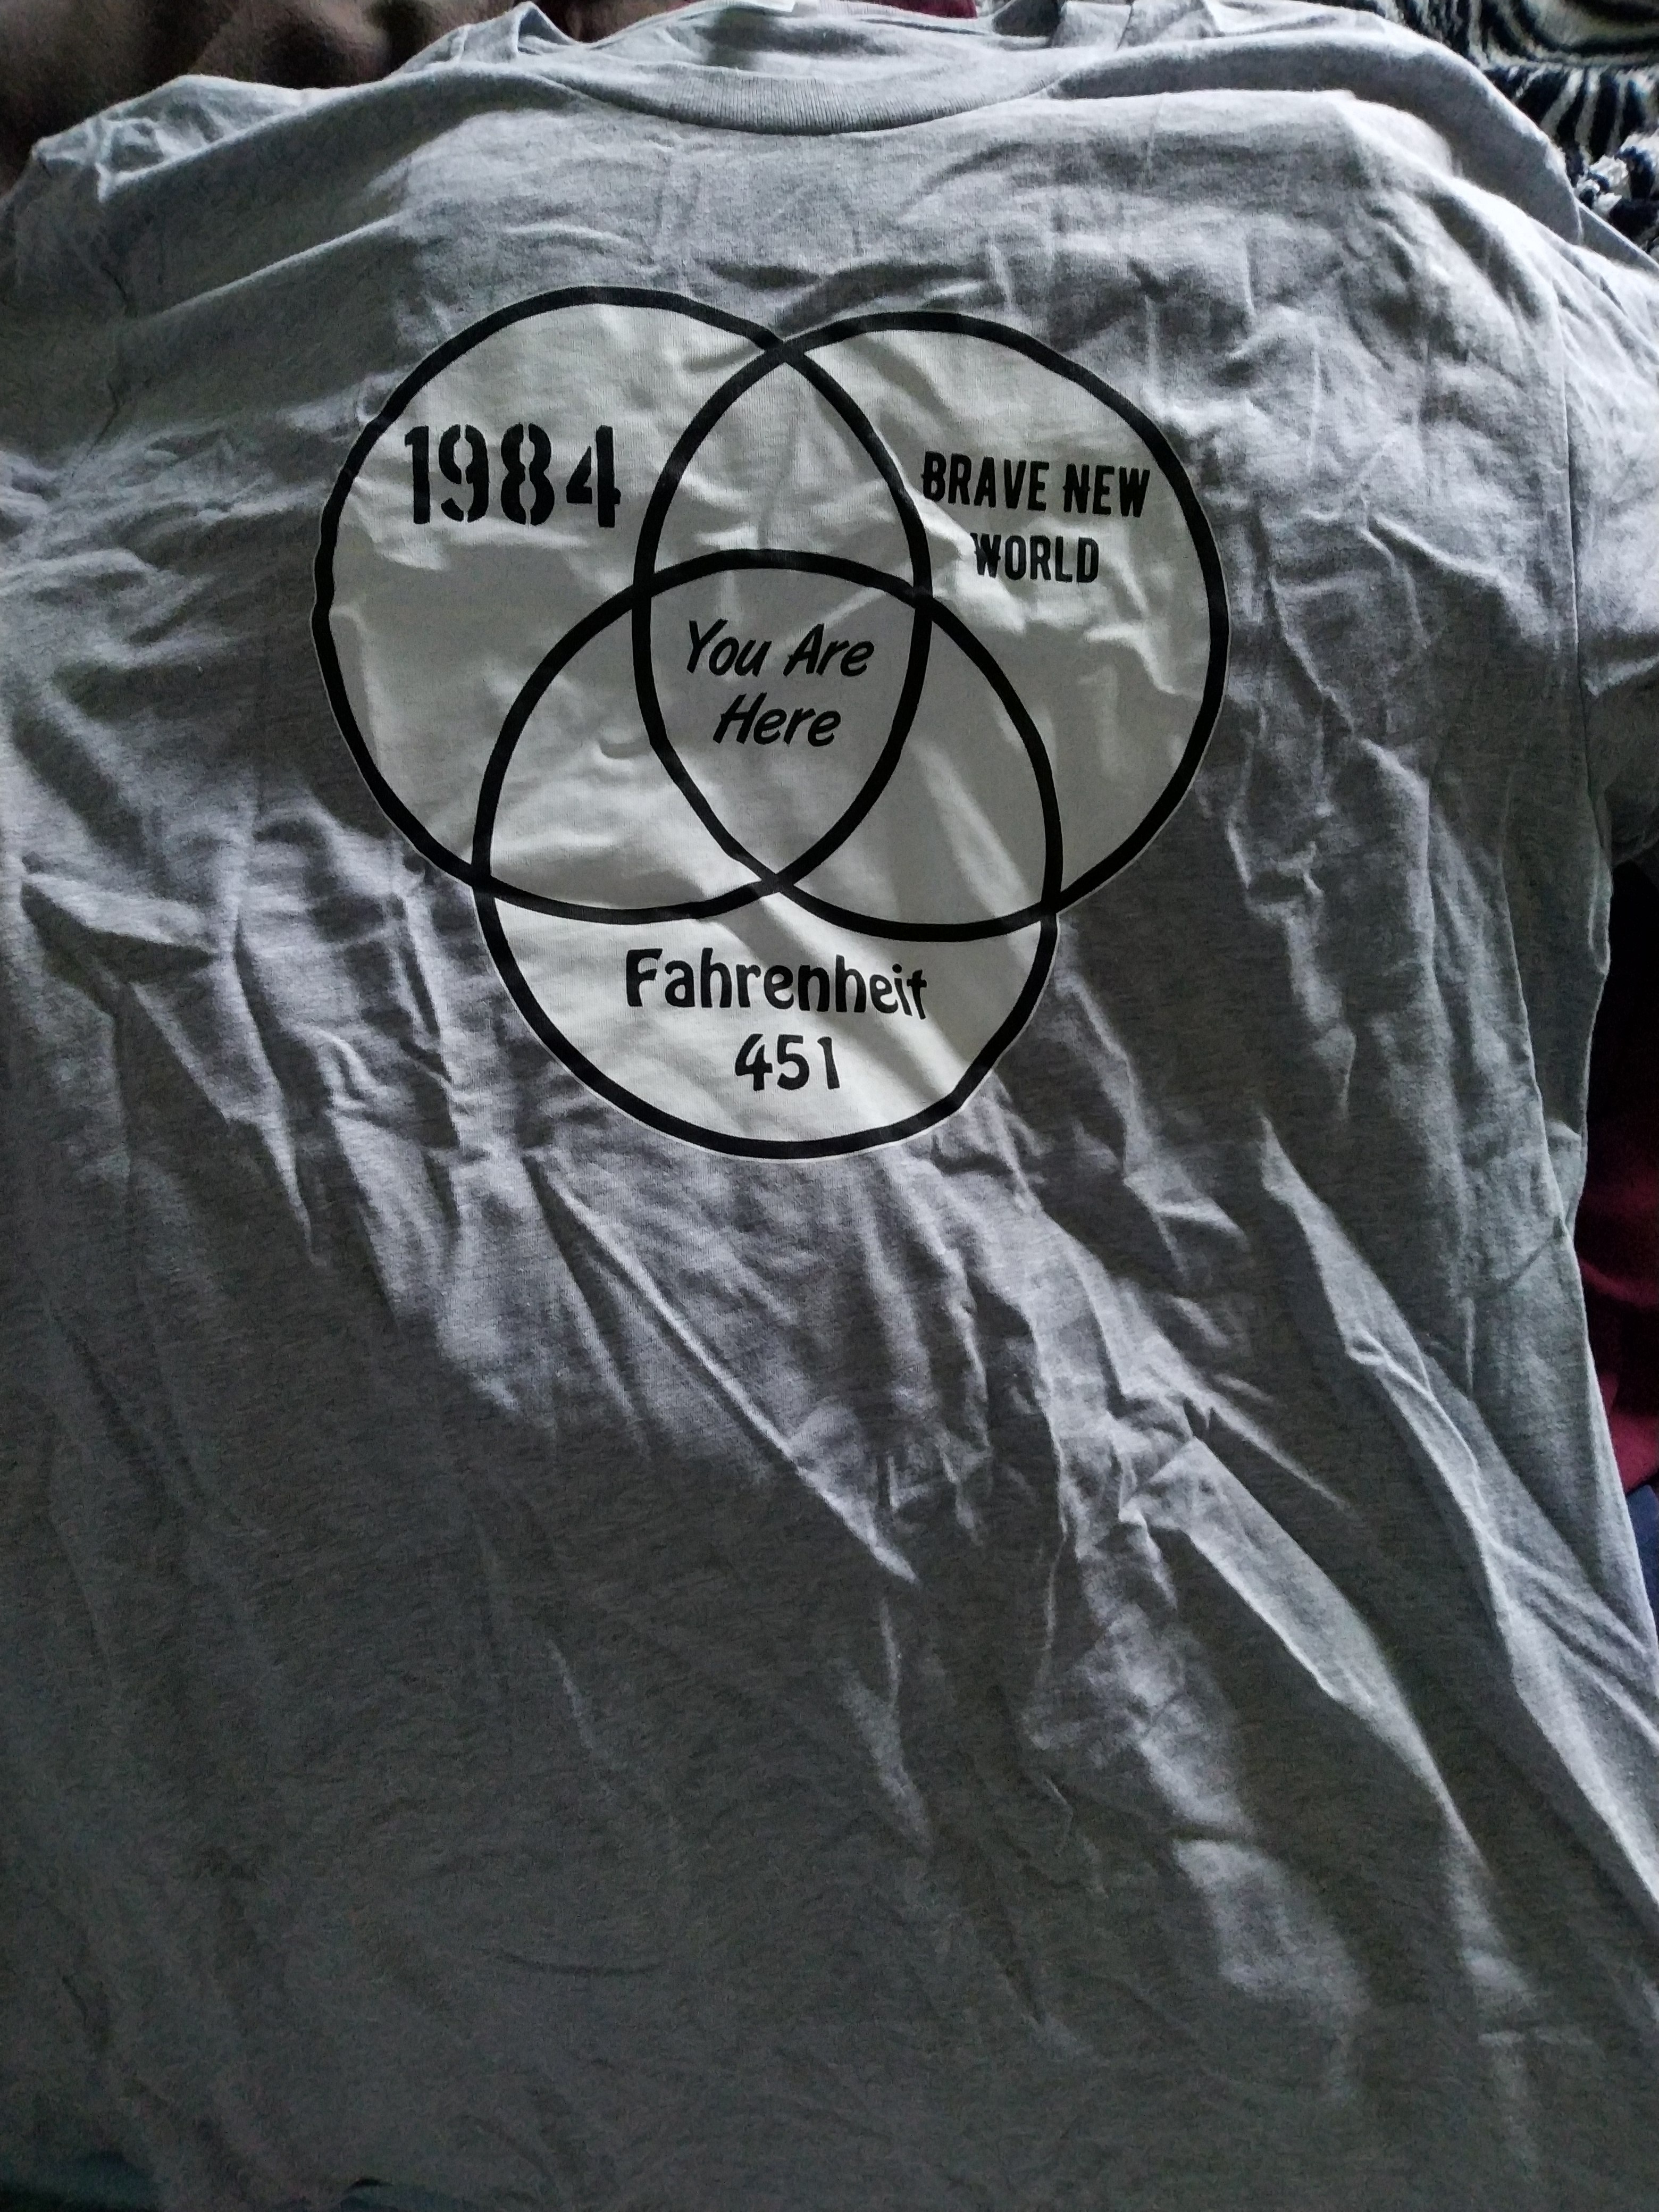 1984
BRAVE NEW
WORLD
You Are
Here
Fahrenheit
451